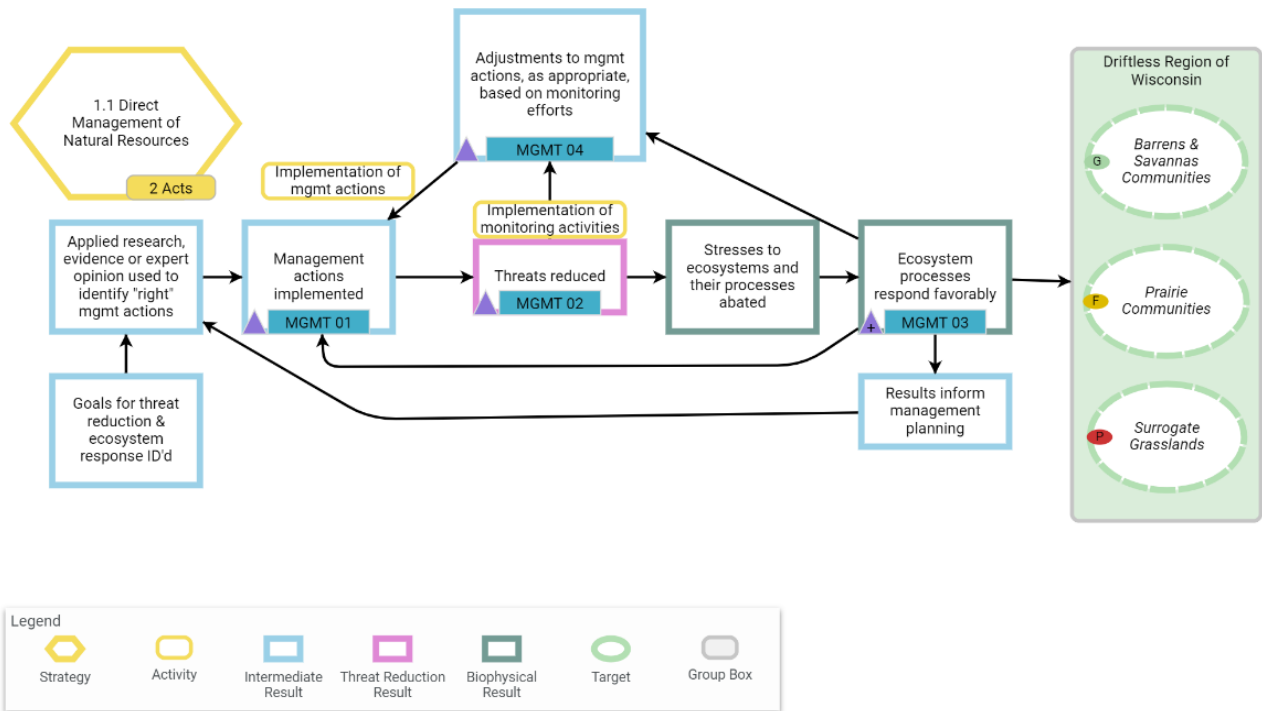 1.1 Direct
Management of
Natural Resources
2 Acts
Adjustments to mgmt
actions, as appropriate,
based on monitoring
efforts
MGMT 04
Implementation of
mgmt actions
Implementation of
monitoring activities
Applied research,
evidence or expert
opinion used to
identify "right"
mgmt actions
Management
actions
implemented
MGMT 01
Threats reduced
MGMT 02
Stresses to
ecosystems and
their processes
abated
Ecosystem
processes
respond favorably
+
MGMT 03
Goals for threat
reduction &
ecosystem
response ID'd
Results inform
management
planning
Driftless Region of
Wisconsin
G
Barrens &
Savannas
Communities
F
Prairie
Communities
P
Surrogate
Grasslands
Legend
Strategy
Activity
Intermediate
Result
Threat Reduction
Result
Biophysical
Result
Target
Group Box